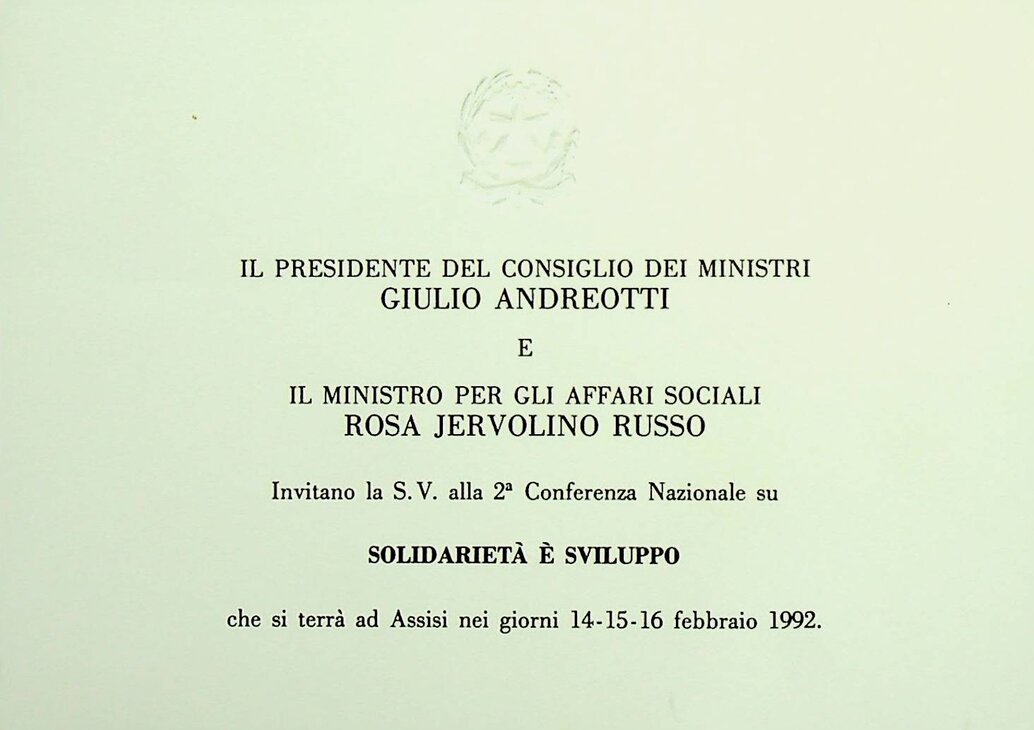 IL PRESIDENTE DEL CONSIGLIO DEI MINISTRI
GIULIO ANDREOTTI
E
IL MINISTRO PER GLI AFFARI SOCIALI
ROSA JERVOLINO RUSSO
Invitano la S.V. alla 2ª Conferenza Nazionale su
SOLIDARIETÀ È SVILUPPO
che si terrà ad Assisi nei giorni 14-15-16 febbraio 1992.